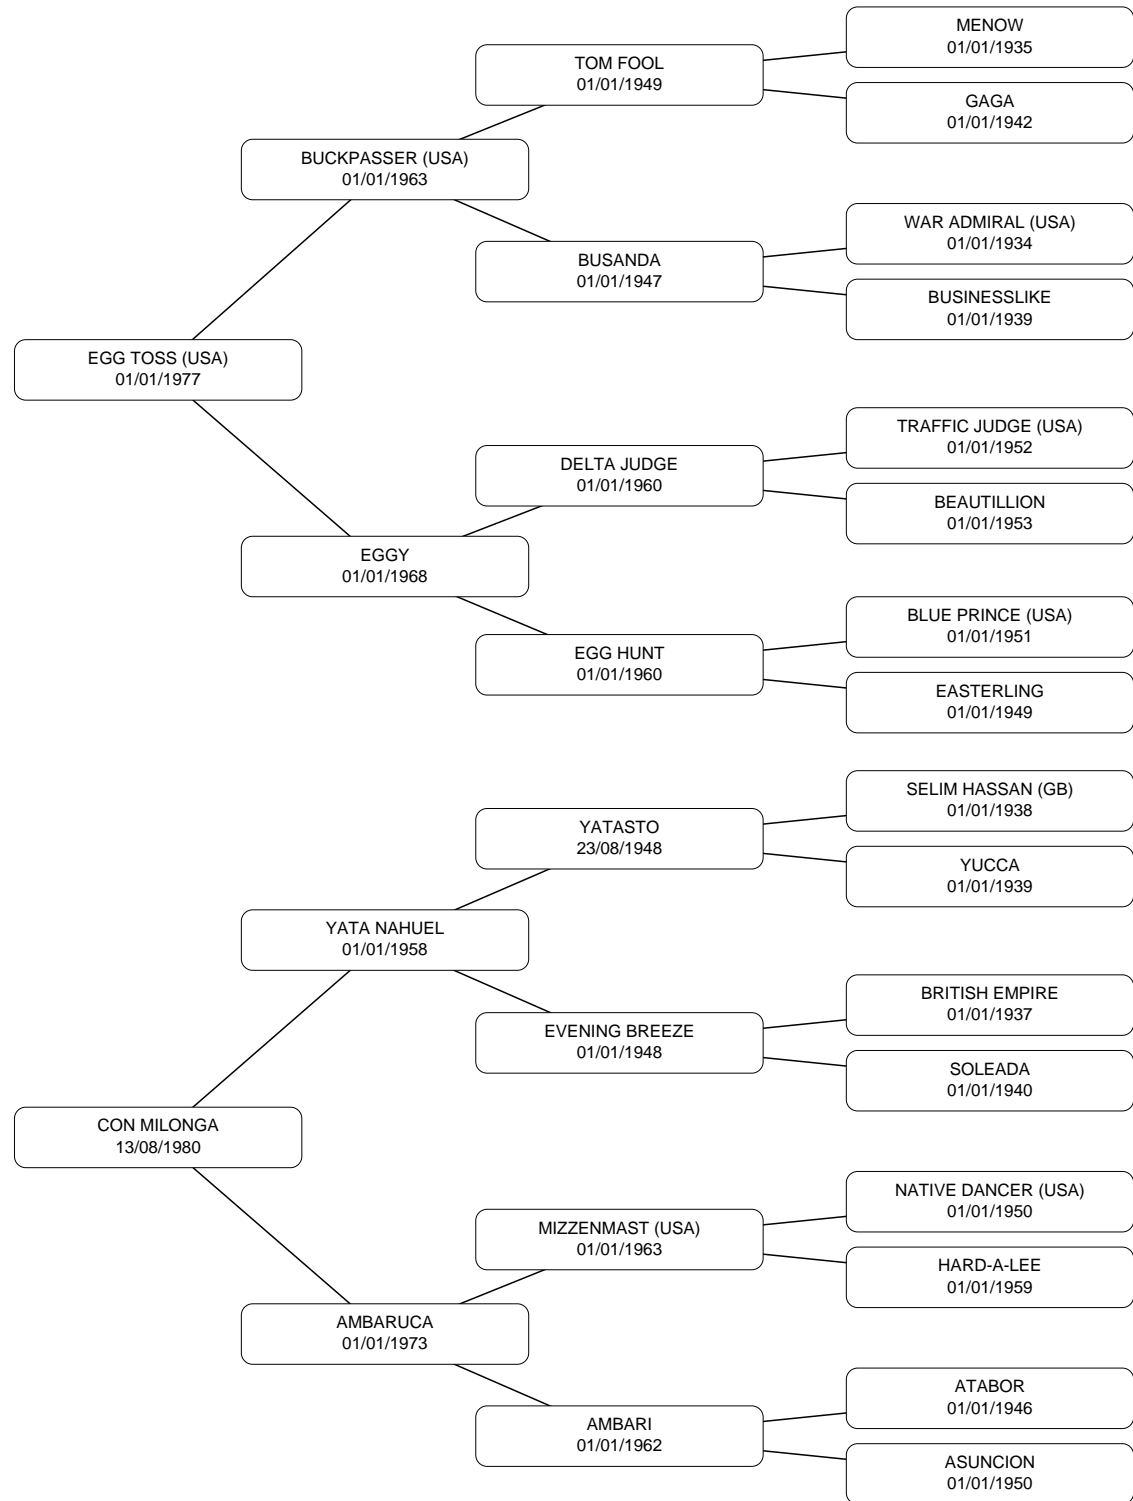 MENOW
01/01/1935
TOM FOOL
01/01/1949
GAGA
01/01/1942
BUCKPASSER (USA)
01/01/1963
WAR ADMIRAL (USA)
01/01/1934
BUSANDA
01/01/1947
BUSINESSLIKE
01/01/1939
EGG TOSS (USA)
01/01/1977
TRAFFIC JUDGE (USA)
01/01/1952
DELTA JUDGE
01/01/1960
BEAUTILLION
01/01/1953
EGGY
01/01/1968
BLUE PRINCE (USA)
01/01/1951
EGG HUNT
01/01/1960
EASTERLING
01/01/1949
SELIM HASSAN (GB)
01/01/1938
YATASTO
23/08/1948
YUCCA
01/01/1939
YATA NAHUEL
01/01/1958
BRITISH EMPIRE
01/01/1937
EVENING BREEZE
01/01/1948
SOLEADA
01/01/1940
CON MILONGA
13/08/1980
NATIVE DANCER (USA)
01/01/1950
MIZZENMAST (USA)
01/01/1963
HARD-A-LEE
01/01/1959
AMBARUCA
01/01/1973
ATABOR
01/01/1946
AMBARI
01/01/1962
ASUNCION
01/01/1950